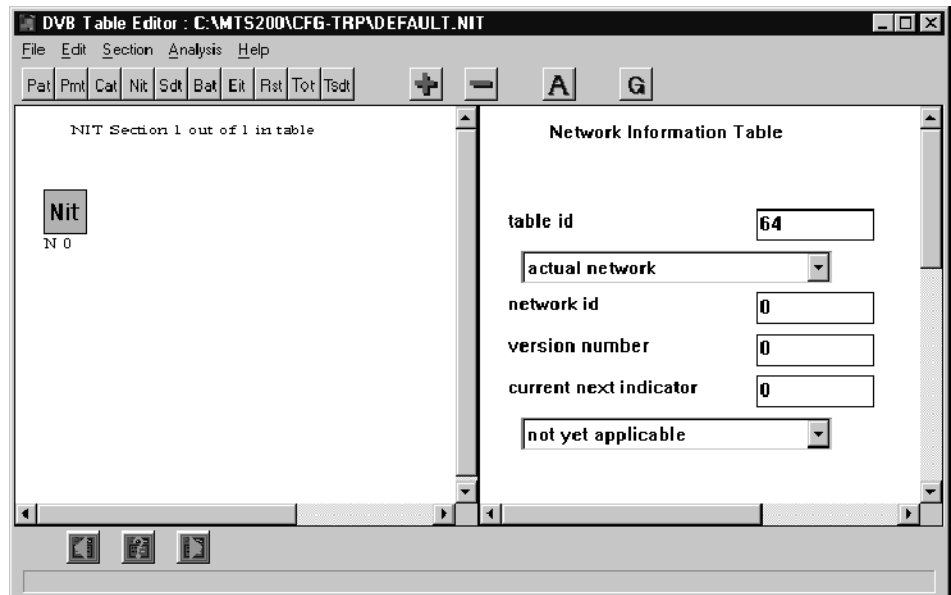 DVB Table Editor : C:\MTS200\CFG-TRP\DEFAULT.NIT
File Edit Section Analysis Help
Pat Pmt Cat Nit Sdt Bat Eit Rst Tot Tsdt A G
NIT Section 1 out of 1 in table
Nit
N 0
Network Information Table
table id 64
actual network
network id 0
version number 0
current next indicator 0
not yet applicable